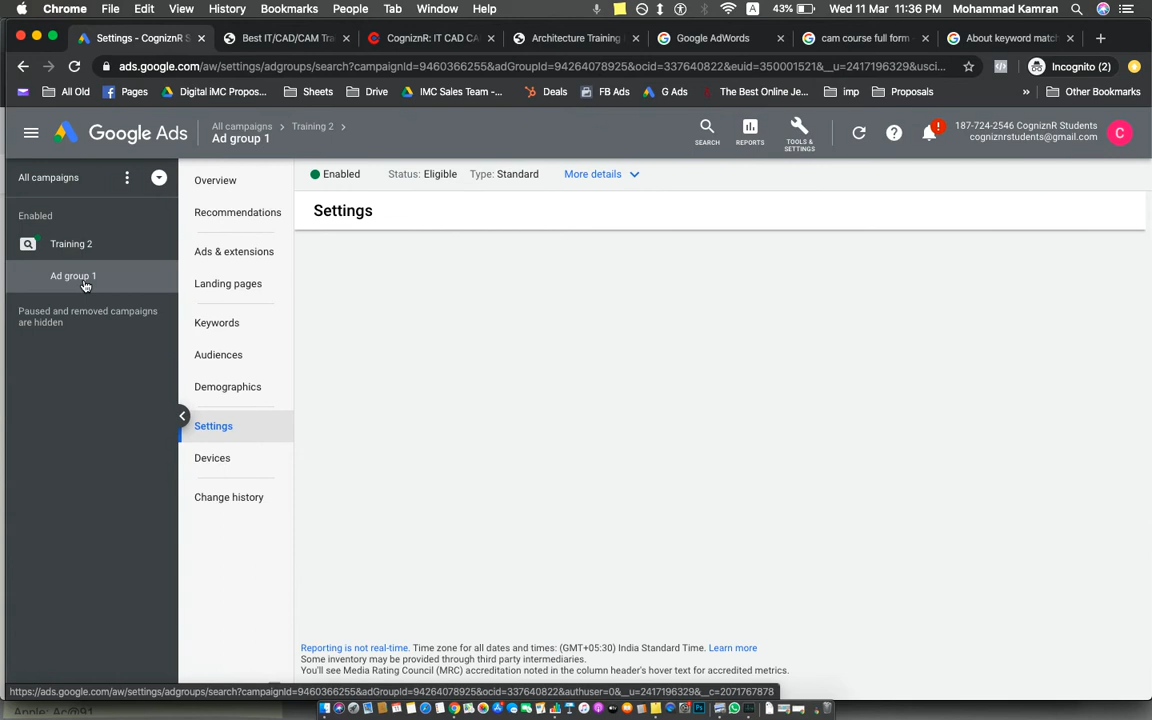 Chrome File Edit View History Bookmarks People Tab Window Help A 43% Wed 11 Mar 11:36 PM Mohammad Kamran
Settings - CogniznR S Best IT/CAD/CAM Tra CogniznR: IT CAD CA Architecture Training Google AdWords cam course full form - About keyword match
ads.google.com/aw/settings/adgroups/search?campaignId=9460366255&adGroupId=94264078925&ocid=337640822&euid=350001521&__u=2417196329&usci... Incognito (2)
All Old Pages Digital iMC Propos... Sheets Drive IMC Sales Team -... Deals FB Ads G Ads The Best Online Je... imp Proposals » Other Bookmarks
Google Ads
All campaigns Training 2
Ad group 1
SEARCH
REPORTS
TOOLS & SETTINGS
187-724-2546 CogniznR Students
cogniznrstudents@gmail.com
C
All campaigns
Enabled
Training 2
Ad group 1
Paused and removed campaigns
are hidden
Overview
Recommendations
Ads & extensions
Landing pages
Keywords
Audiences
Demographics
Settings
Devices
Change history
Enabled Status: Eligible Type: Standard More details
Settings
Reporting is not real-time. Time zone for all dates and times: (GMT+05:30) India Standard Time. Learn more
Some inventory may be provided through third party intermediaries.
You'll see Media Rating Council (MRC) accreditation noted in the column header's hover text for accredited metrics.
https://ads.google.com/aw/settings/adgroups/search?campaignId=9460366255&adGroupId=94264078925&ocid=337640822&authuser=0&__u=2417196329&__c=2071767878
Apple: Ac@91